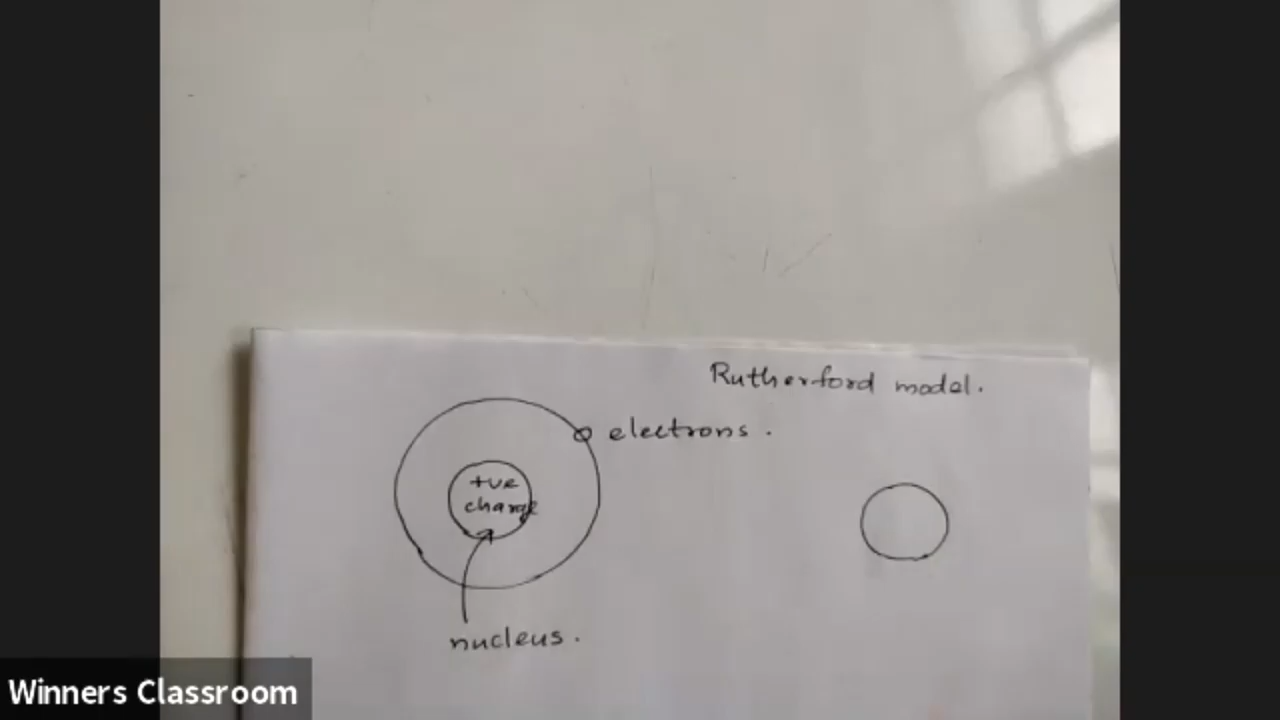 Rutherford model.
electrons.
+ve
charge
nucleus.
Winners Classroom